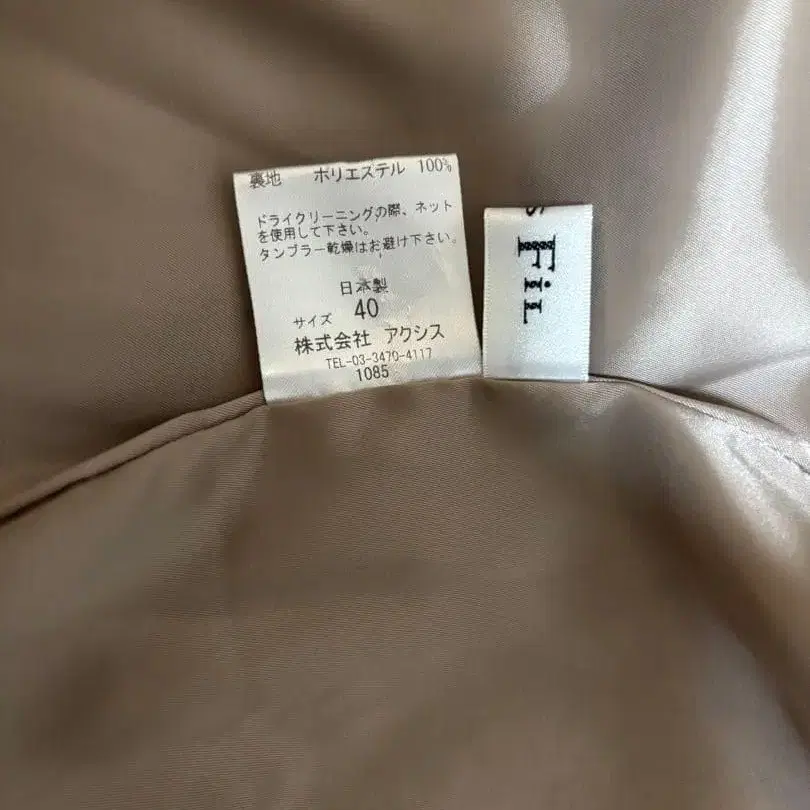 裏地 ポリエステル 100%
ドライクリーニングの際、ネット
を使用して下さい。
タンブラー乾燥はお避け下さい。
日本製
サイズ 40
株式会社 アクシス
TEL-03-3470-4117
1085
s FiL